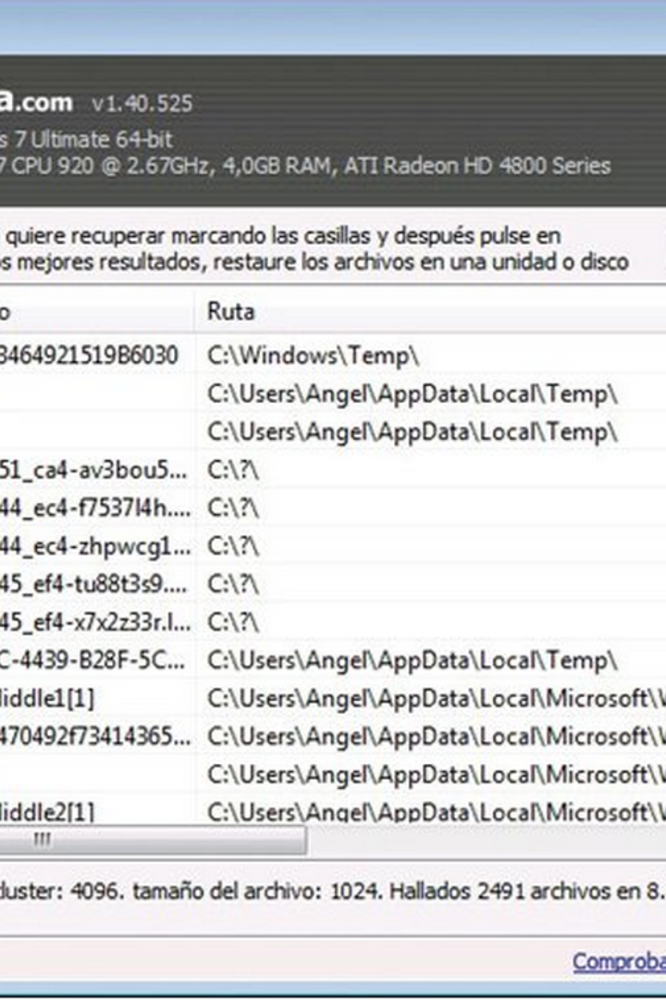 a.com v1.40.525
s 7 Ultimate 64-bit
7 CPU 920 @ 2.67GHz, 4,0GB RAM, ATI Radeon HD 4800 Series
quiere recuperar marcando las casillas y después pulse en
s mejores resultados, restaure los archivos en una unidad o disco
o Ruta
3464921519B6030 C:\Windows\Temp\
C:\Users\Angel\AppData\Local\Temp\
C:\Users\Angel\AppData\Local\Temp\
51_ca4-av3bou5... C:\?\
44_ec4-f7537l4h.... C:\?\
44_ec4-zhpwcg1... C:\?\
45_ef4-tu88t3s9.... C:\?\
45_ef4-x7x2z33r.l... C:\?\
C-4439-B28F-5C... C:\Users\Angel\AppData\Local\Temp\
iddle1[1] C:\Users\Angel\AppData\Local\Microsoft\W
470492f73414365... C:\Users\Angel\AppData\Local\Microsoft\W
C:\Users\Angel\AppData\Local\Microsoft\W
iddle2[1] C:\Users\Angel\AppData\Local\Microsoft\W
cluster: 4096. tamaño del archivo: 1024. Hallados 2491 archivos en 8.
Comproba